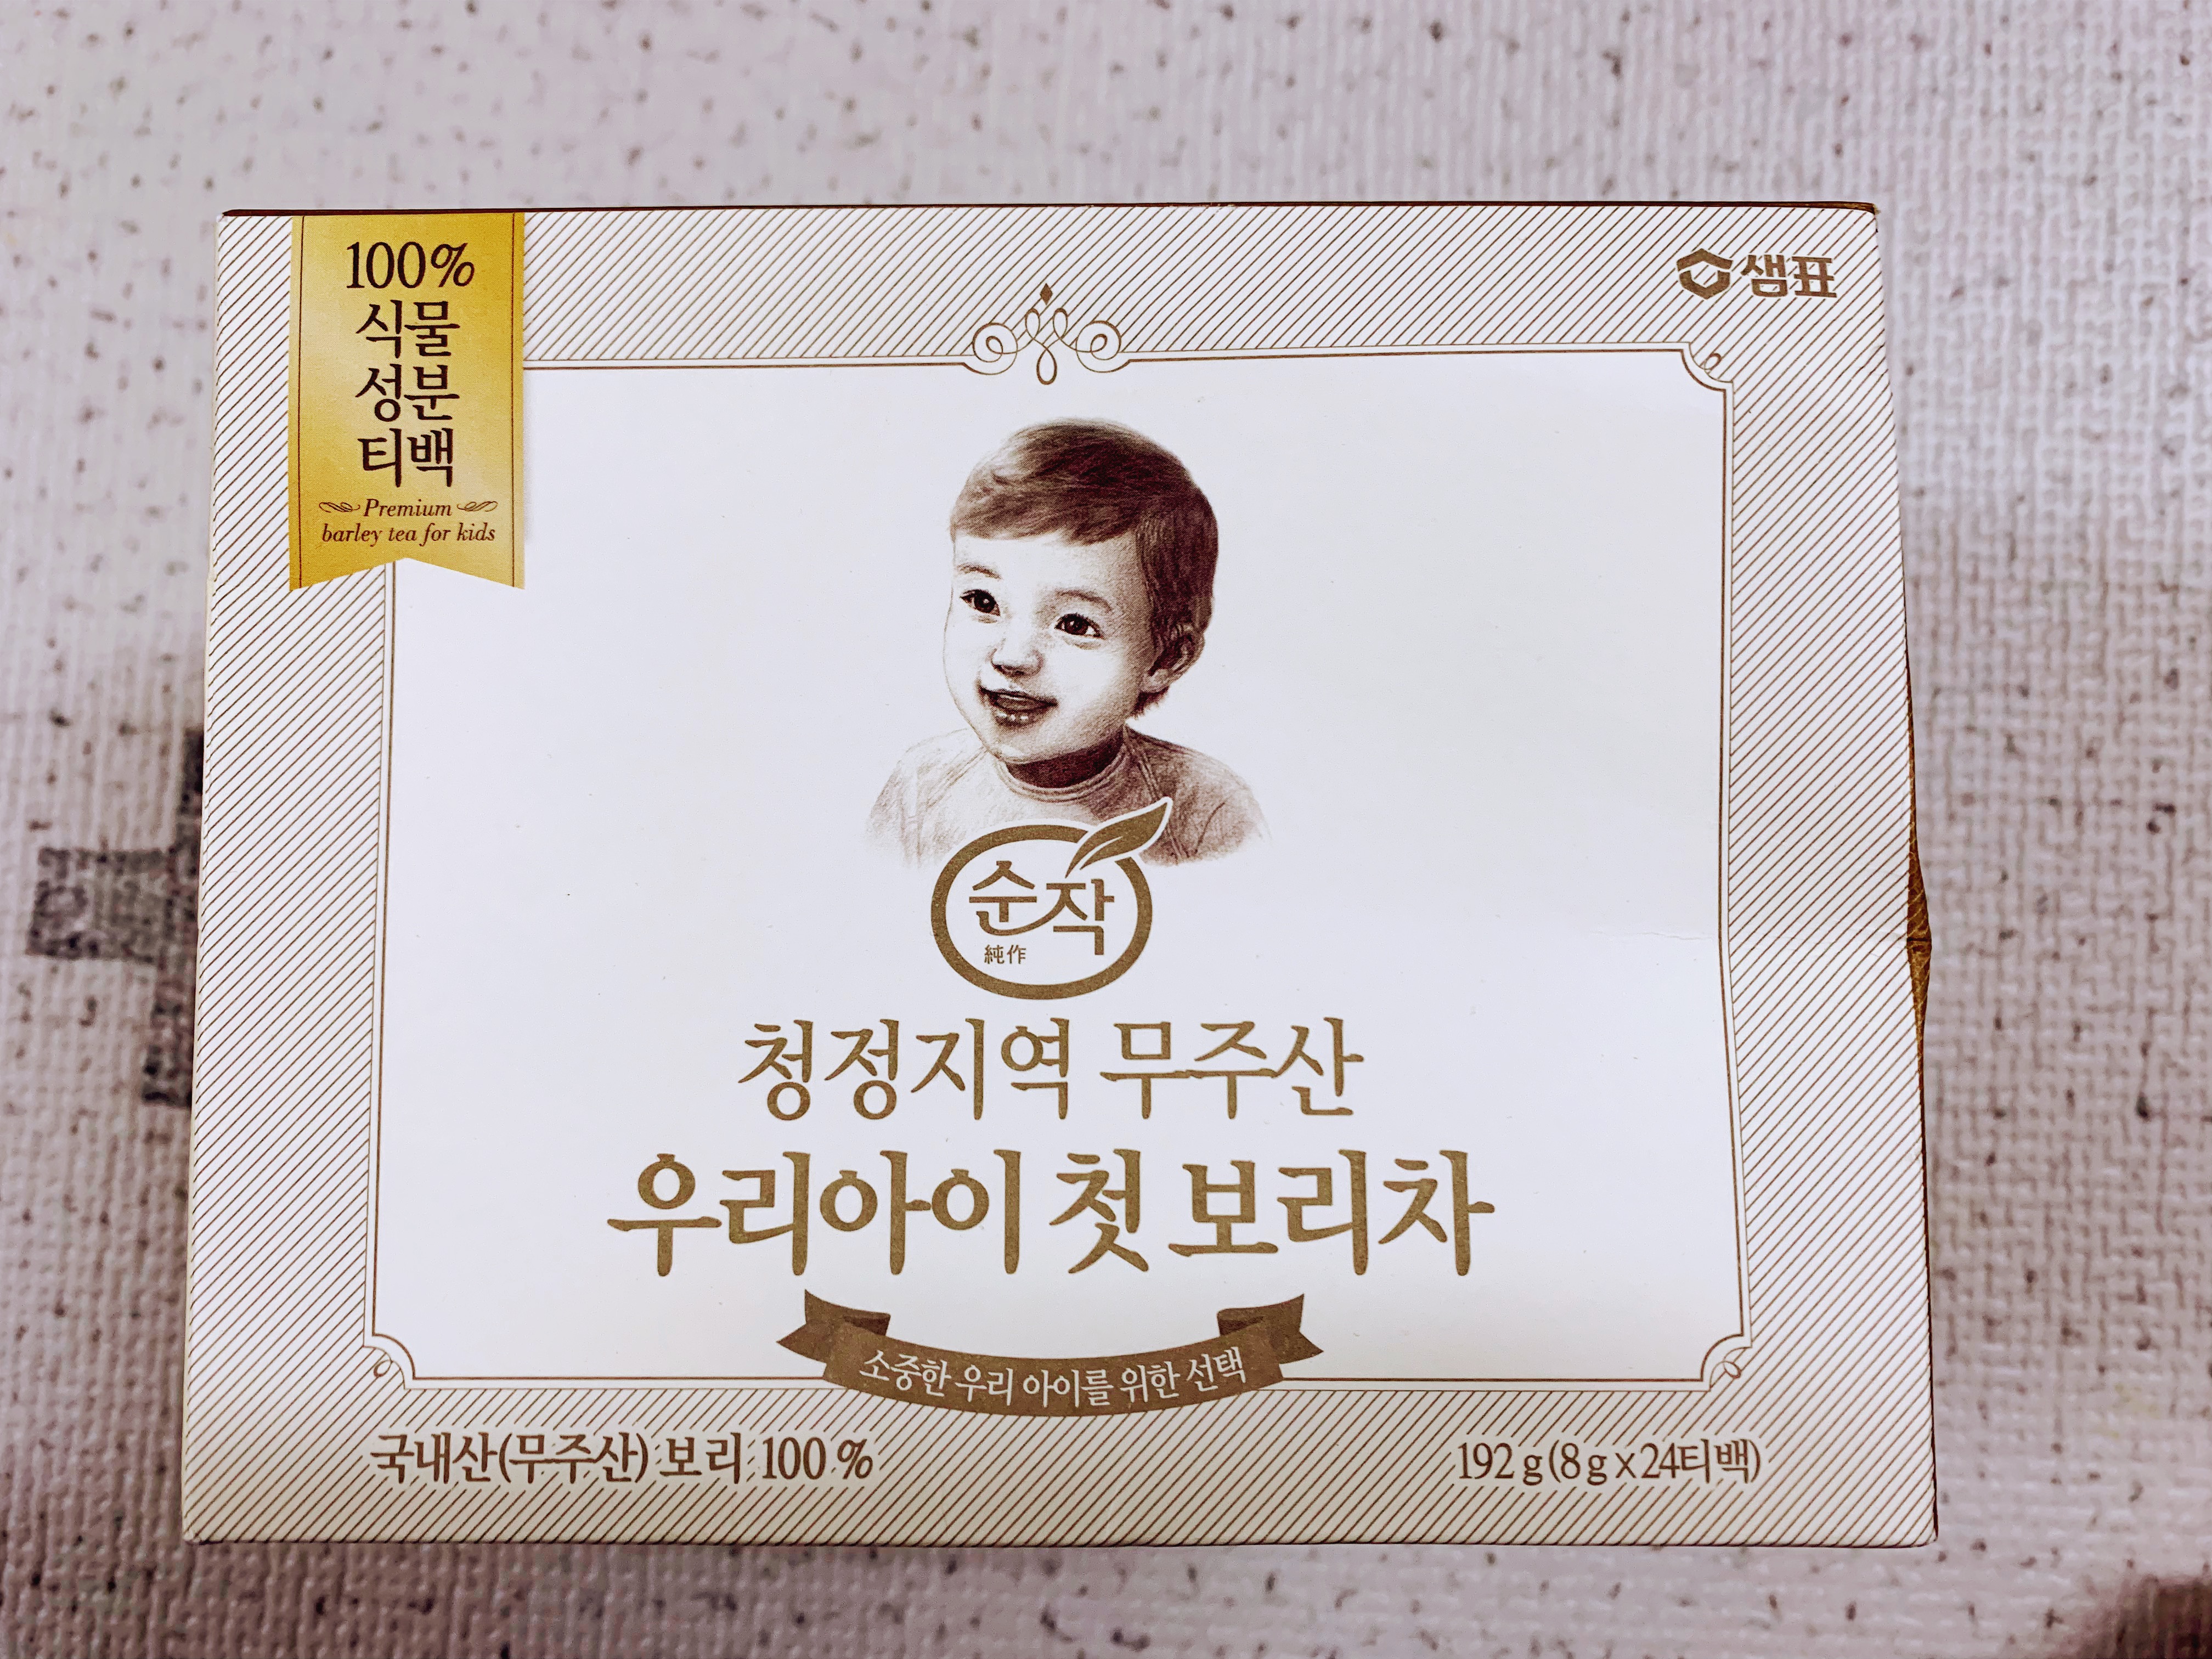 100%
식물
성분
티백
Premium
barley tea for kids
샘표
순작
純作
청정지역 무주산
우리아이 첫 보리차
소중한 우리 아이를 위한 선택
국내산(무주산) 보리 100 %
192 g (8 g x 24티백)